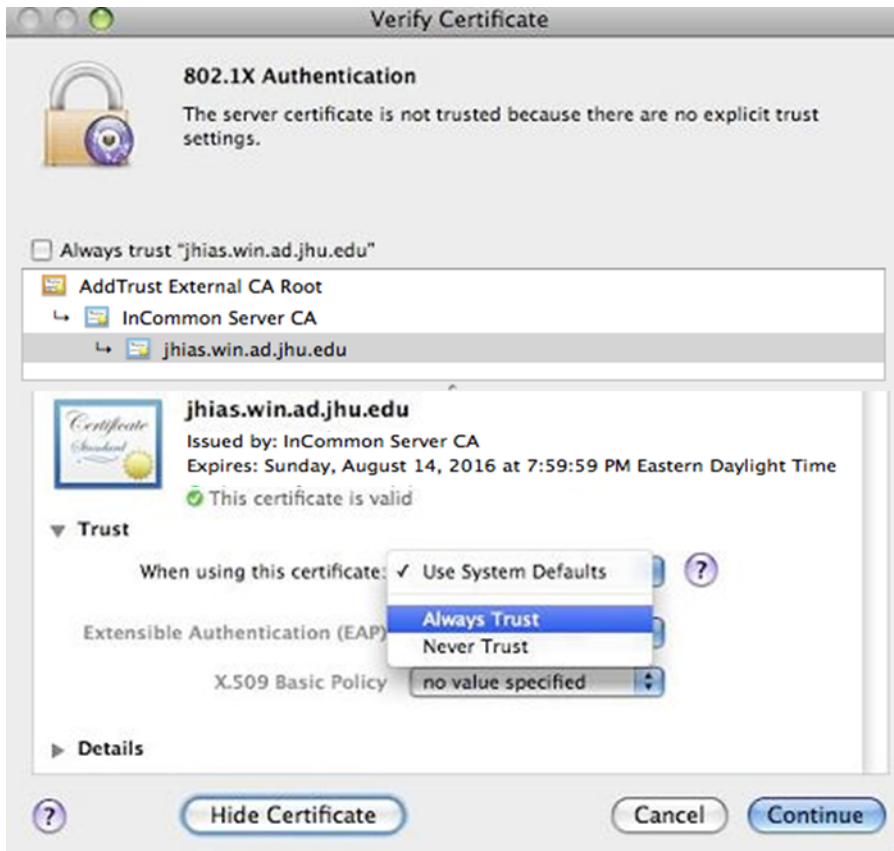 Verify Certificate
802.1X Authentication
The server certificate is not trusted because there are no explicit trust
settings.
Always trust "jhias.win.ad.jhu.edu"
AddTrust External CA Root
InCommon Server CA
jhias.win.ad.jhu.edu
Certificate
Standard
jhias.win.ad.jhu.edu
Issued by: InCommon Server CA
Expires: Sunday, August 14, 2016 at 7:59:59 PM Eastern Daylight Time
This certificate is valid
Trust
When using this certificate: ✓ Use System Defaults ?
Always Trust
Extensible Authentication (EAP)
Never Trust
X.509 Basic Policy no value specified
Details
? Hide Certificate Cancel Continue